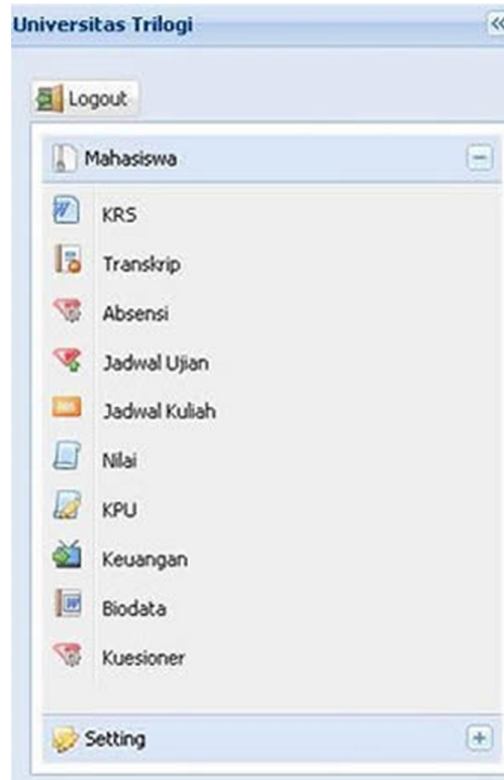 Universitas Trilogi
Logout
Mahasiswa
KRS
Transkrip
Absensi
Jadwal Ujian
Jadwal Kuliah
Nilai
KPU
Keuangan
Biodata
Kuesioner
Setting